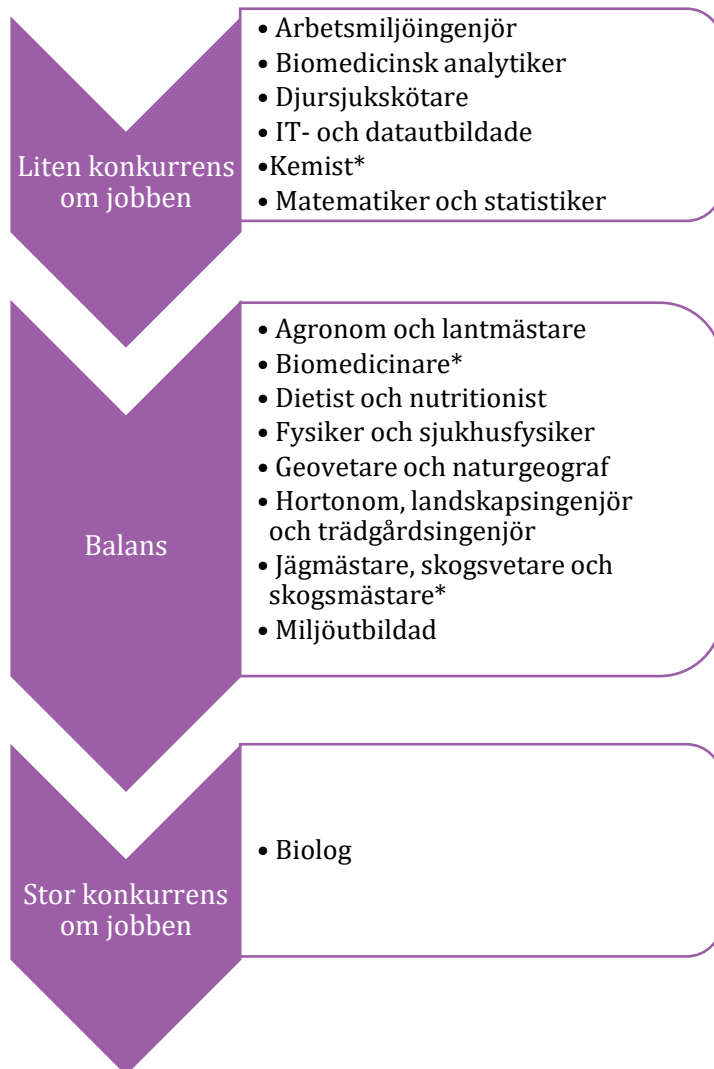 Liten konkurrens
om jobben
• Arbetsmiljöingenjör
• Biomedicinsk analytiker
• Djursjukskötare
• IT- och datautbildade
•Kemist*
• Matematiker och statistiker
Balans
• Agronom och lantmästare
• Biomedicinare*
• Dietist och nutritionist
• Fysiker och sjukhusfysiker
• Geovetare och naturgeograf
• Hortonom, landskapsingenjör
och trädgårdsingenjör
• Jägmästare, skogsvetare och
skogsmästare*
• Miljöutbildad
Stor konkurrens
om jobben
• Biolog